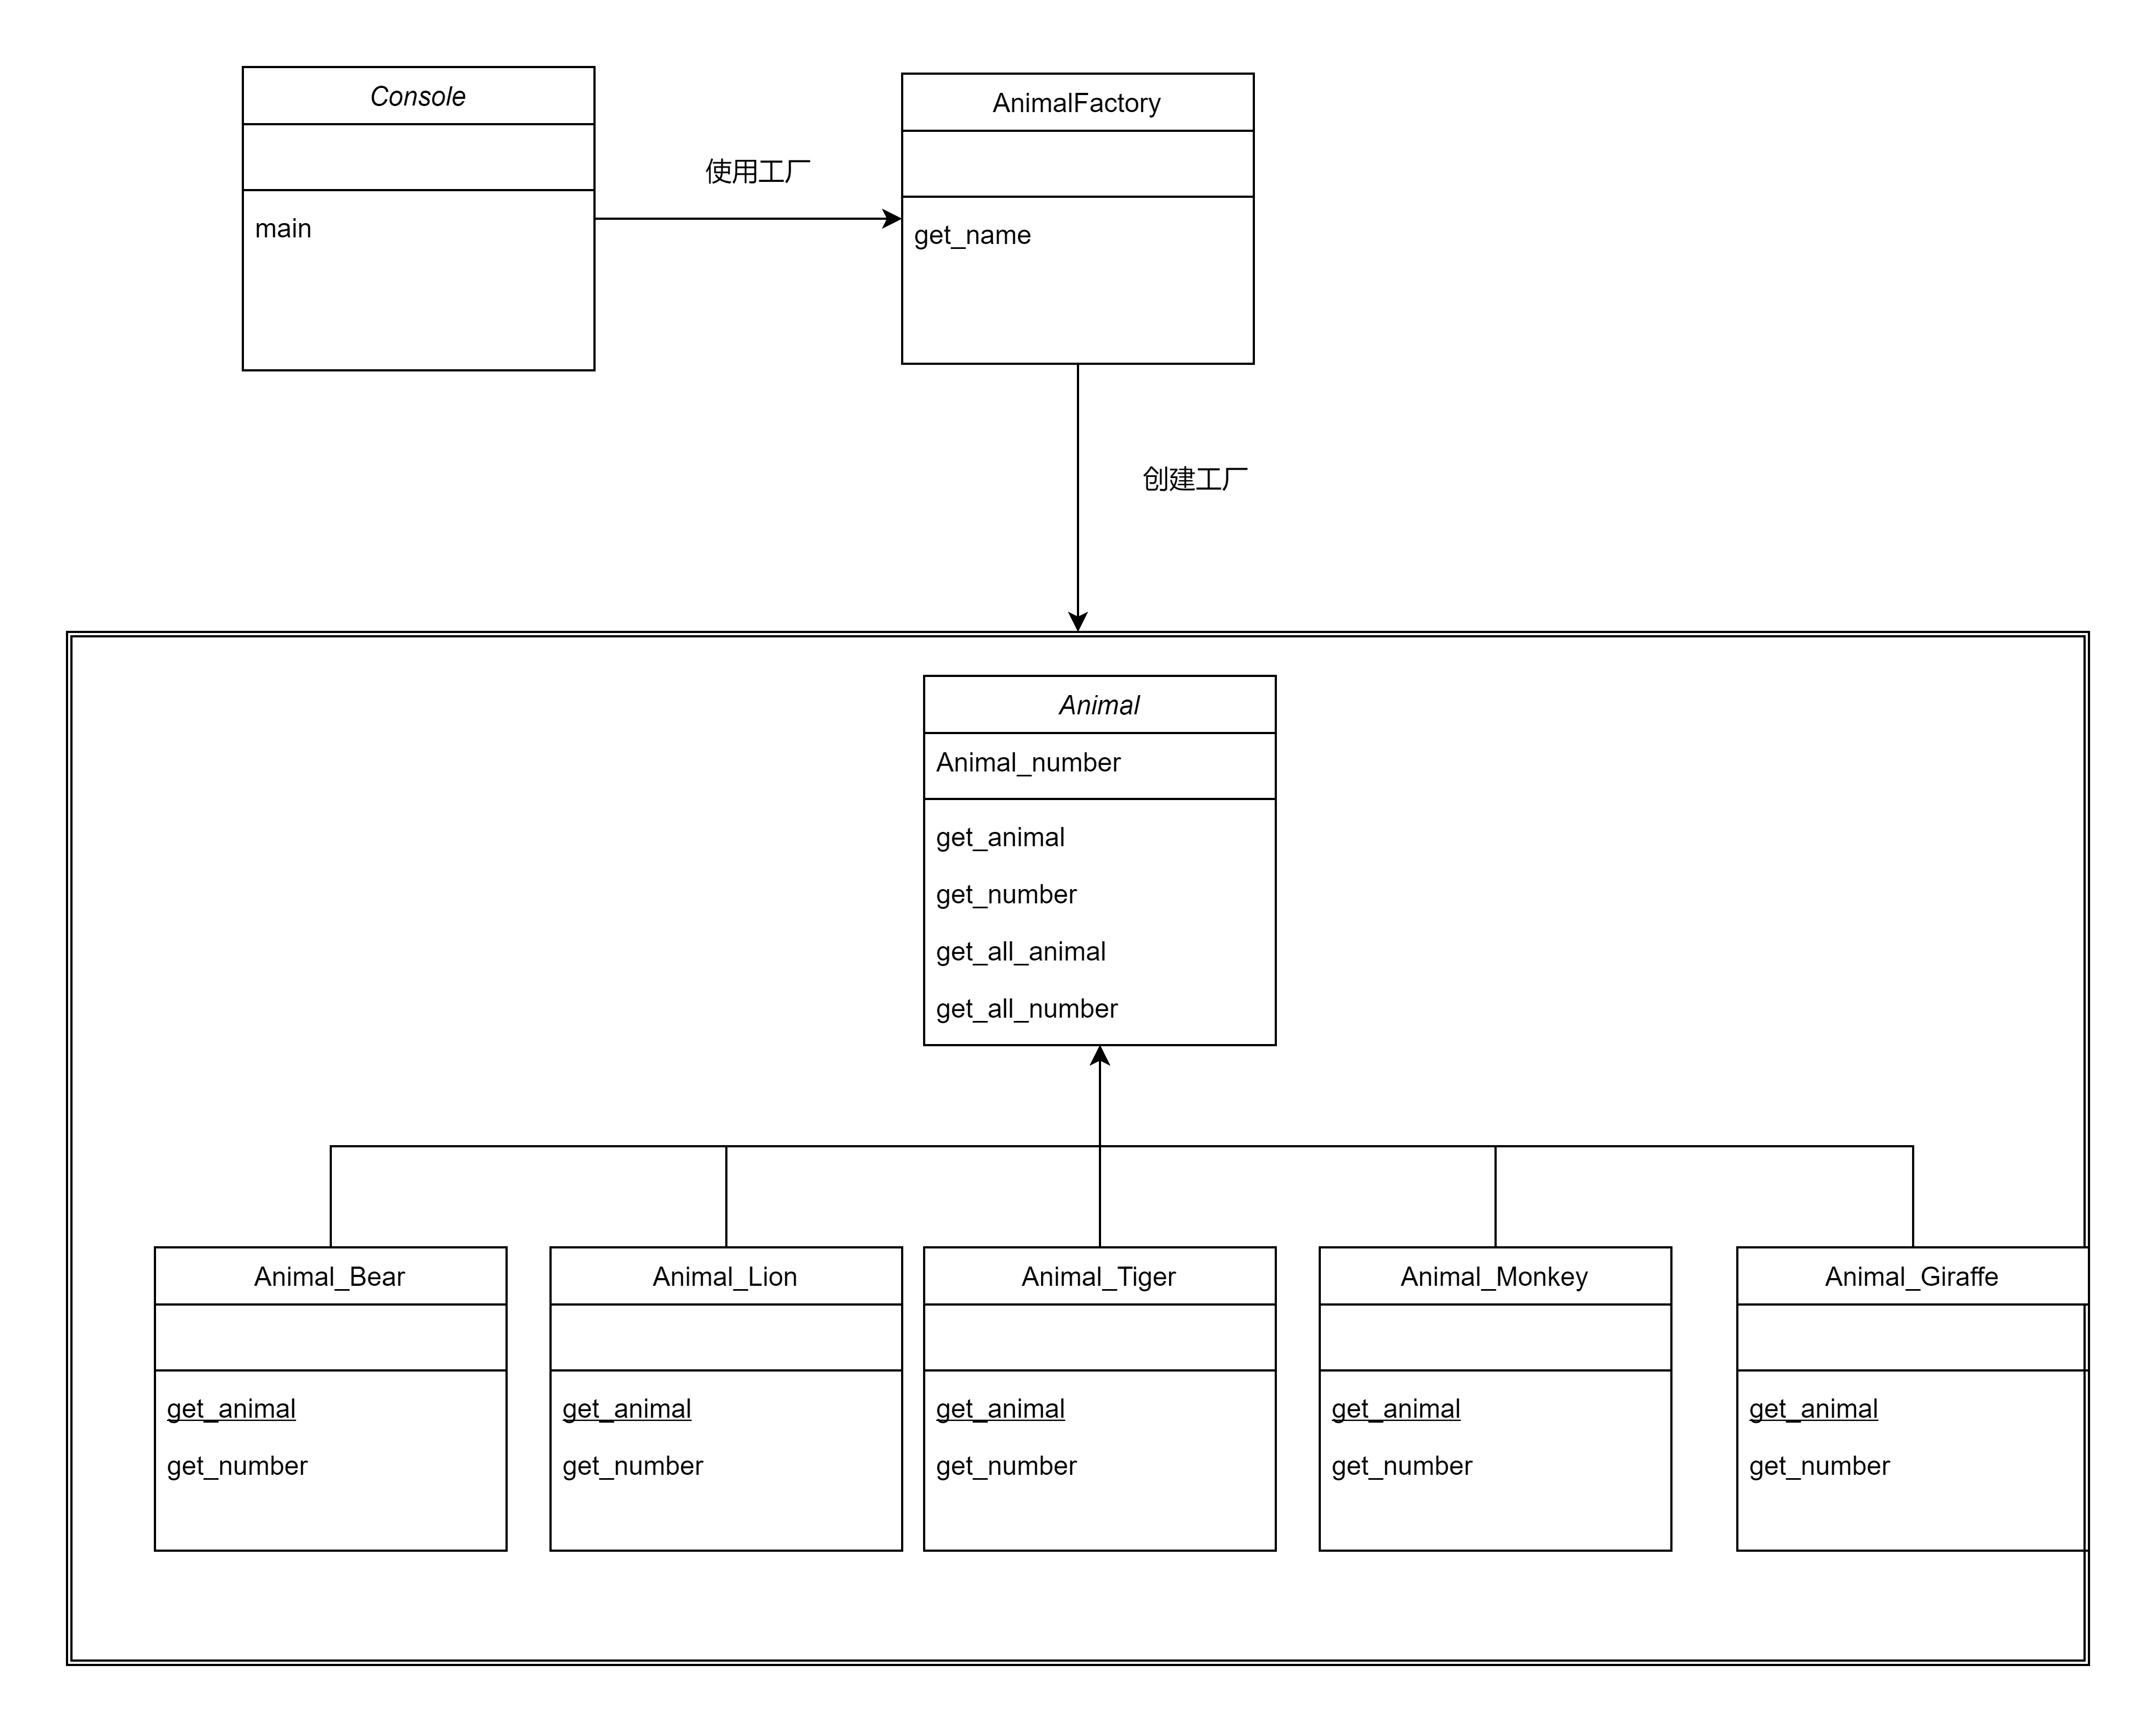 Console
main
使用工厂
AnimalFactory
get_name
创建工厂
Animal
Animal_number
get_animal
get_number
get_all_animal
get_all_number
Animal_Bear
get_animal
get_number
Animal_Lion
get_animal
get_number
Animal_Tiger
get_animal
get_number
Animal_Monkey
get_animal
get_number
Animal_Giraffe
get_animal
get_number